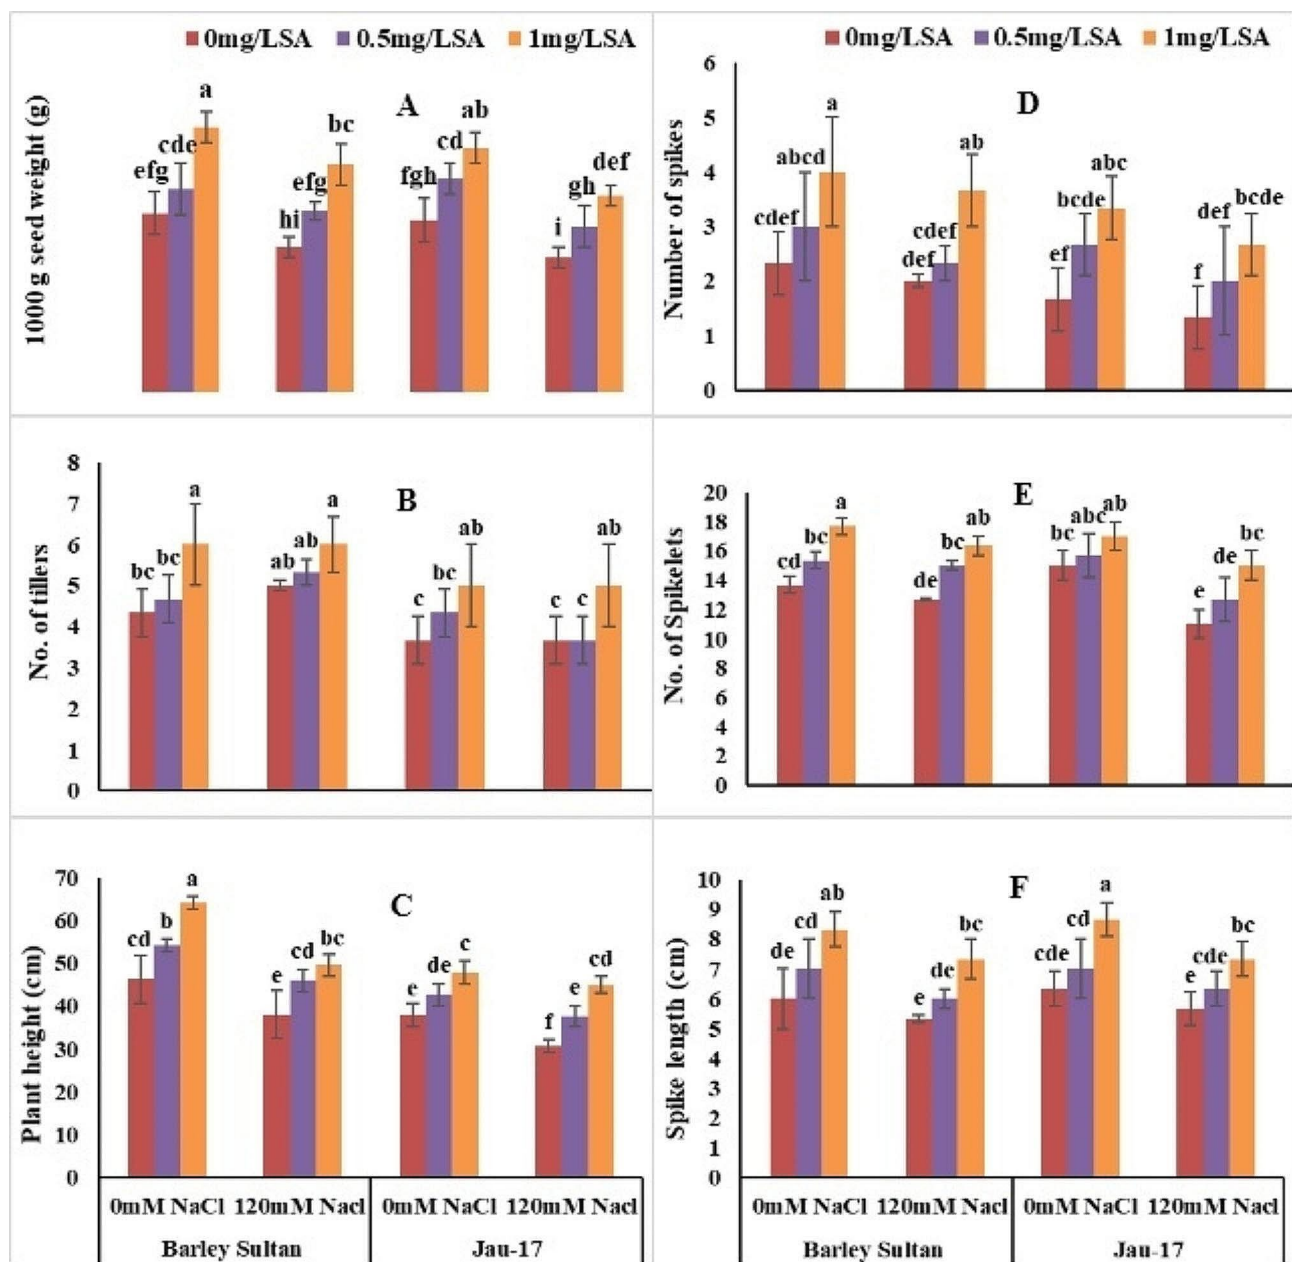 0mg/LSA 0.5mg/LSA 1mg/LSA
A
1000 g seed weight (g)
efg cde a
hi efg bc
fgh cd ab
i gh def
0mg/LSA 0.5mg/LSA 1mg/LSA
D
Number of spikes
6
5
4
3
2
1
0
cdef abcd a
def cdef ab
ef bcde abc
f def bcde
B
No. of tillers
8
7
6
5
4
3
2
1
0
bc bc a
ab ab a
c bc ab
c c ab
E
No. of Spikelets
20
18
16
14
12
10
8
6
4
2
0
cd bc a
de bc ab
bc abc ab
e de bc
C
Plant height (cm)
70
60
50
40
30
20
10
0
cd b a
e cd bc
e de c
f e cd
0mM NaCl 120mM Nacl 0mM NaCl 120mM Nacl
Barley Sultan Jau-17
F
Spike length (cm)
10
9
8
7
6
5
4
3
2
1
0
de cd ab
e de bc
cde cd a
e cde bc
0mM NaCl 120mM Nacl 0mM NaCl 120mM Nacl
Barley Sultan Jau-17